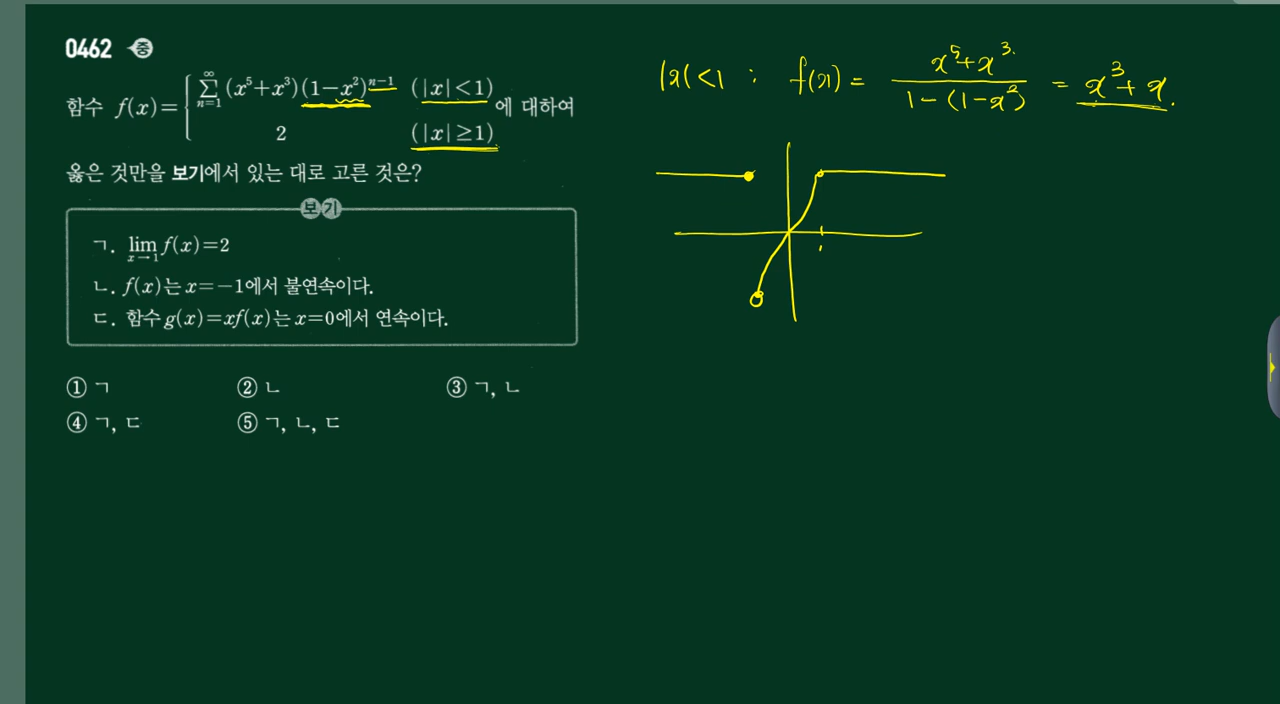 0462 중
함수 f(x)= { ∑_{n=1}^{∞} (x⁵+x³)(1−x²)ⁿ⁻¹ (|x|<1)
2 (|x|≥1) 에 대하여
옳은 것만을 보기에서 있는 대로 고른 것은?
보기
ㄱ. lim_{x→1} f(x)=2
ㄴ. f(x)는 x=−1에서 불연속이다.
ㄷ. 함수 g(x)=xf(x)는 x=0에서 연속이다.
① ㄱ ② ㄴ ③ ㄱ, ㄴ
④ ㄱ, ㄷ ⑤ ㄱ, ㄴ, ㄷ
|x|<1 : f(x) = (x⁵+x³)/(1−(1−x²)) = x³+x.